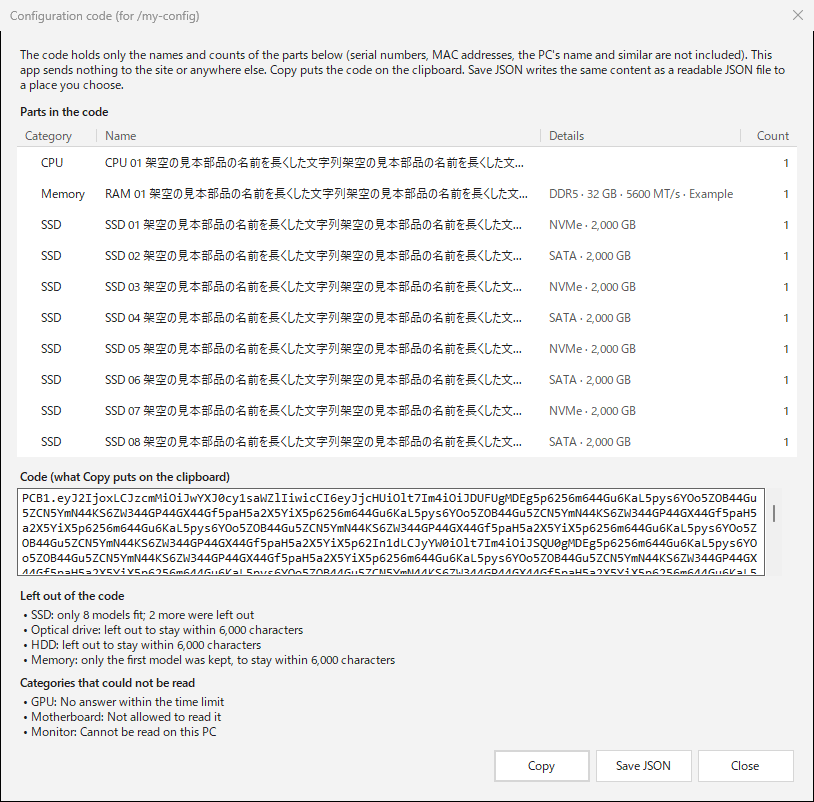 Configuration code (for /my-config)
The code holds only the names and counts of the parts below (serial numbers, MAC addresses, the PC's name and similar are not included). This
app sends nothing to the site or anywhere else. Copy puts the code on the clipboard. Save JSON writes the same content as a readable JSON file to
a place you choose.
Parts in the code
Category Name Details Count
CPU CPU 01 架空の見本部品の名前を長くした文字列架空の見本部品の名前を長くした文... 1
Memory RAM 01 架空の見本部品の名前を長くした文字列架空の見本部品の名前を長くした文... DDR5 · 32 GB · 5600 MT/s · Example 1
SSD SSD 01 架空の見本部品の名前を長くした文字列架空の見本部品の名前を長くした文... NVMe · 2,000 GB 1
SSD SSD 02 架空の見本部品の名前を長くした文字列架空の見本部品の名前を長くした文... SATA · 2,000 GB 1
SSD SSD 03 架空の見本部品の名前を長くした文字列架空の見本部品の名前を長くした文... NVMe · 2,000 GB 1
SSD SSD 04 架空の見本部品の名前を長くした文字列架空の見本部品の名前を長くした文... SATA · 2,000 GB 1
SSD SSD 05 架空の見本部品の名前を長くした文字列架空の見本部品の名前を長くした文... NVMe · 2,000 GB 1
SSD SSD 06 架空の見本部品の名前を長くした文字列架空の見本部品の名前を長くした文... SATA · 2,000 GB 1
SSD SSD 07 架空の見本部品の名前を長くした文字列架空の見本部品の名前を長くした文... NVMe · 2,000 GB 1
SSD SSD 08 架空の見本部品の名前を長くした文字列架空の見本部品の名前を長くした文... SATA · 2,000 GB 1
Code (what Copy puts on the clipboard)
PCB1.eyJ2IjoxLCJzcmMiOiJwYXJ0cy1saWZlIiwicCI6eyJjcHUiOlt7Im4iOiJDUFUgMDEg5p6256m644Gu6KaL5pys6YOo5ZOB44Gu
5ZCN5YmN44KS6ZW344GP44GX44Gf5paH5a2X5YiX5p6256m644Gu6KaL5pys6YOo5ZOB44Gu5ZCN5YmN44KS6ZW344GP44GX44Gf5paH5
a2X5YiX5p6256m644Gu6KaL5pys6YOo5ZOB44Gu5ZCN5YmN44KS6ZW344GP44GX44Gf5paH5a2X5YiX5p6256m644Gu6KaL5pys6YOo5Z
OB44Gu5ZCN5YmN44KS6ZW344GP44GX44Gf5paH5a2X5YiX5p62In1dLCJyYW0iOlt7Im4iOiJSQU0gMDEg5p6256m644Gu6KaL5pys6YO
o5ZOB44Gu5ZCN5YmN44KS6ZW344GP44GX44Gf5paH5a2X5YiX5p6256m644Gu6KaL5pys6YOo5ZOB44Gu5ZCN5YmN44KS6ZW344GP44GX
44Gf5paH5a2X5YiX5p6256m644Gu6KaL5pys6YOo5ZOB44Gu5ZCN5YmN44KS6ZW344GP44GX44Gf5paH5a2X5YiX5p6256m644Gu6KaL5
Left out of the code
• SSD: only 8 models fit; 2 more were left out
• Optical drive: left out to stay within 6,000 characters
• HDD: left out to stay within 6,000 characters
• Memory: only the first model was kept, to stay within 6,000 characters
Categories that could not be read
• GPU: No answer within the time limit
• Motherboard: Not allowed to read it
• Monitor: Cannot be read on this PC
Copy Save JSON Close